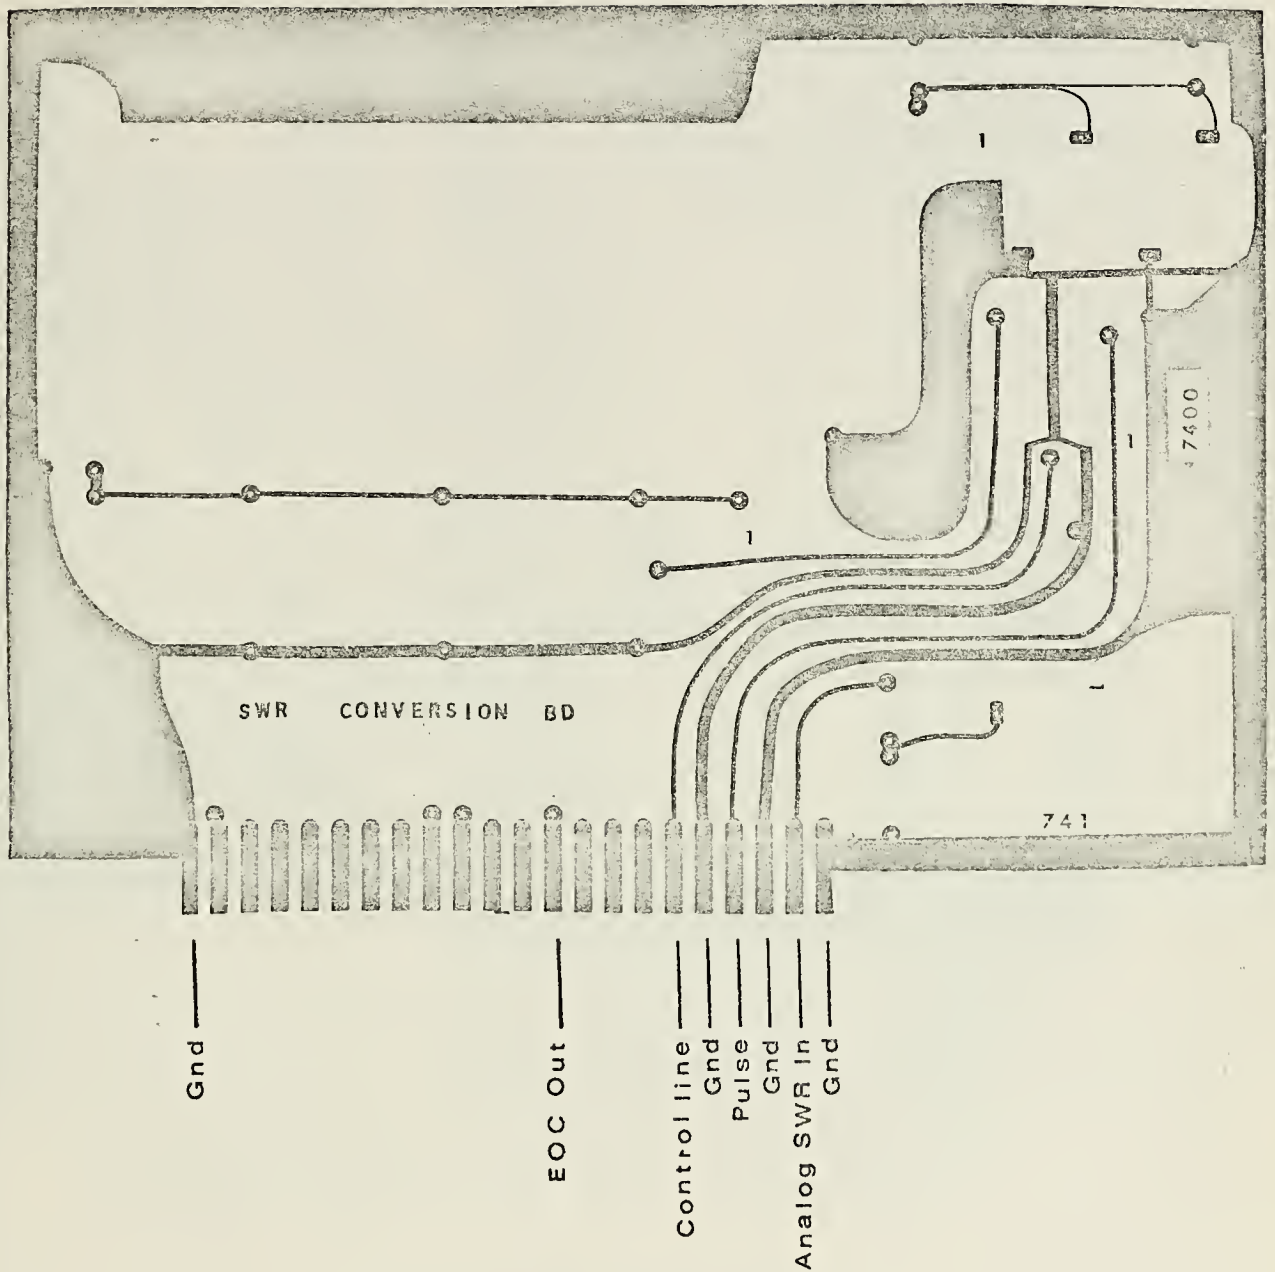 1
7400
1
1
SWR CONVERSION BD
741
Gnd
EOC Out
Control line
Gnd
Pulse
Gnd
Analog SWR In
Gnd